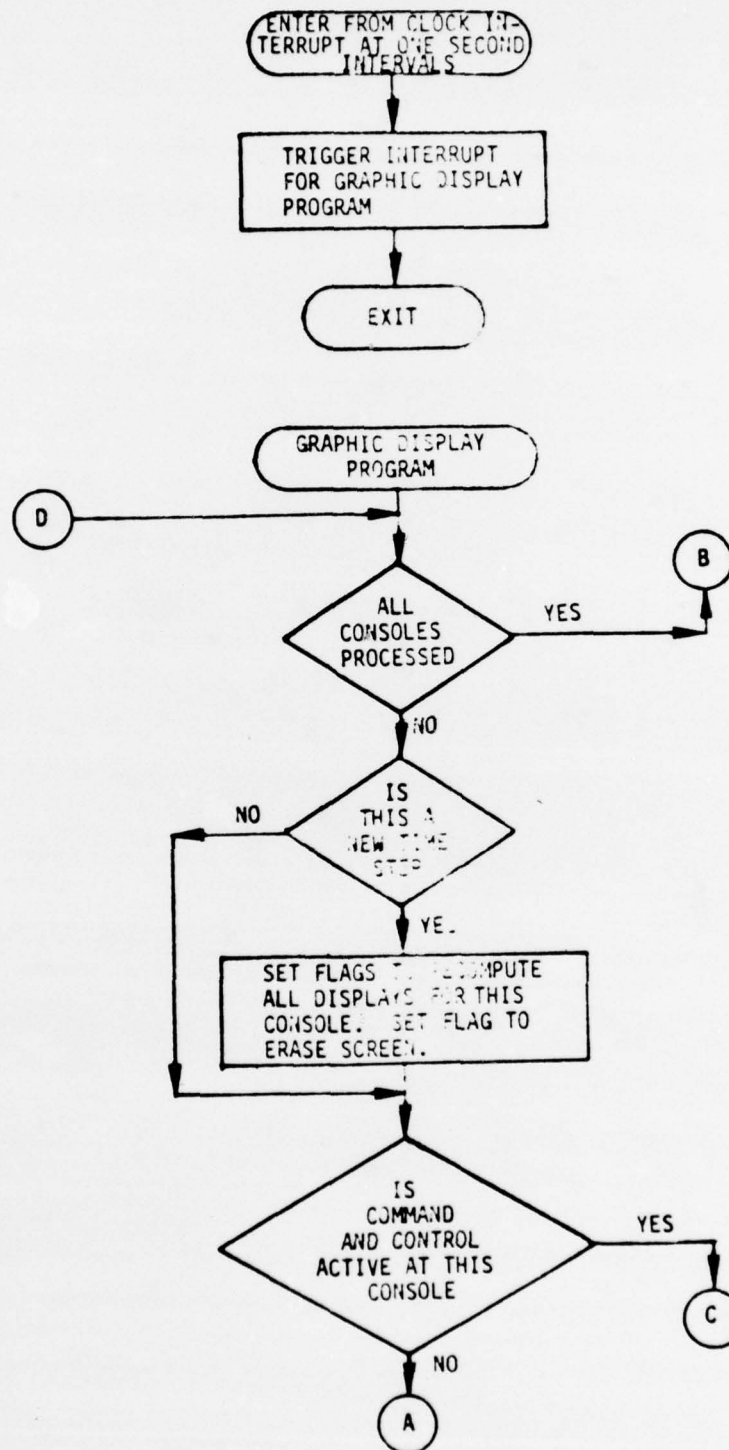 ENTER FROM CLOCK IN-
TERRUPT AT ONE SECOND
INTERVALS
TRIGGER INTERRUPT
FOR GRAPHIC DISPLAY
PROGRAM
EXIT
GRAPHIC DISPLAY
PROGRAM
D
B
ALL
CONSOLES
PROCESSED
YES
NO
IS
THIS A
NEW TIME
STEP
NO
YE
SET FLAGS TO RECOMPUTE
ALL DISPLAYS FOR THIS
CONSOLE. SET FLAG TO
ERASE SCREEN.
IS
COMMAND
AND CONTROL
ACTIVE AT THIS
CONSOLE
YES
C
NO
A